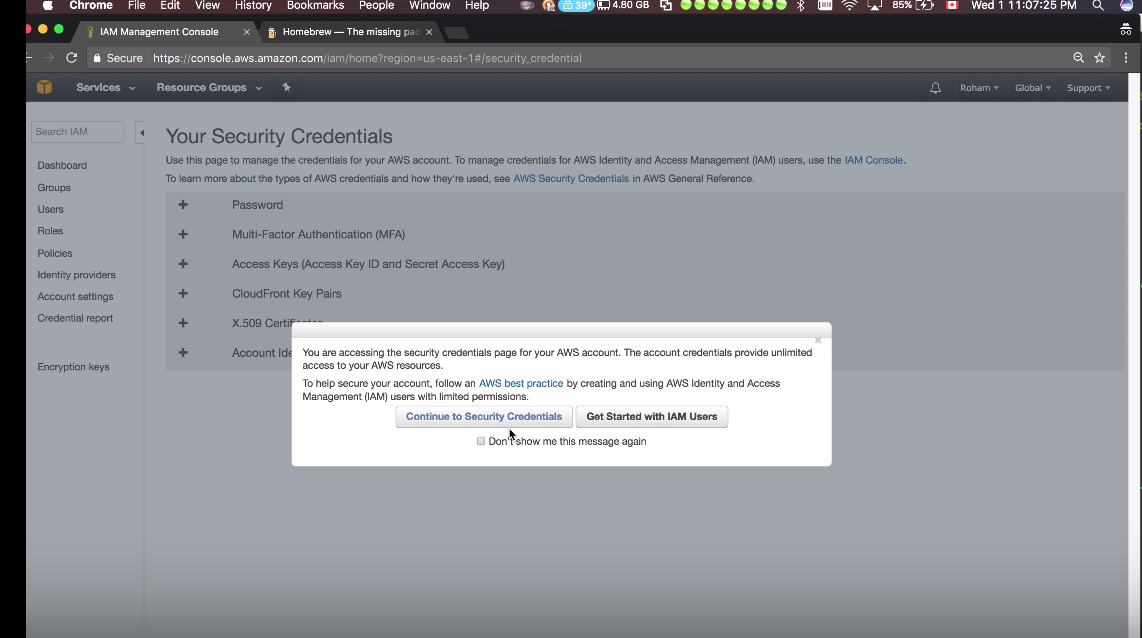 Chrome File Edit View History Bookmarks People Window Help 39° 4.80 GB 85% Wed 1 11:07:25 PM
IAM Management Console × Homebrew — The missing pac ×
Secure https://console.aws.amazon.com/iam/home?region=us-east-1#/security_credential
Services Resource Groups Roham Global Support
Search IAM
Dashboard
Groups
Users
Roles
Policies
Identity providers
Account settings
Credential report
Encryption keys
Your Security Credentials
Use this page to manage the credentials for your AWS account. To manage credentials for AWS Identity and Access Management (IAM) users, use the IAM Console.
To learn more about the types of AWS credentials and how they're used, see AWS Security Credentials in AWS General Reference.
+ Password
+ Multi-Factor Authentication (MFA)
+ Access Keys (Access Key ID and Secret Access Key)
+ CloudFront Key Pairs
+ X.509 Certificates
+ Account Ide
×
You are accessing the security credentials page for your AWS account. The account credentials provide unlimited
access to your AWS resources.
To help secure your account, follow an AWS best practice by creating and using AWS Identity and Access
Management (IAM) users with limited permissions.
Continue to Security Credentials Get Started with IAM Users
Don't show me this message again